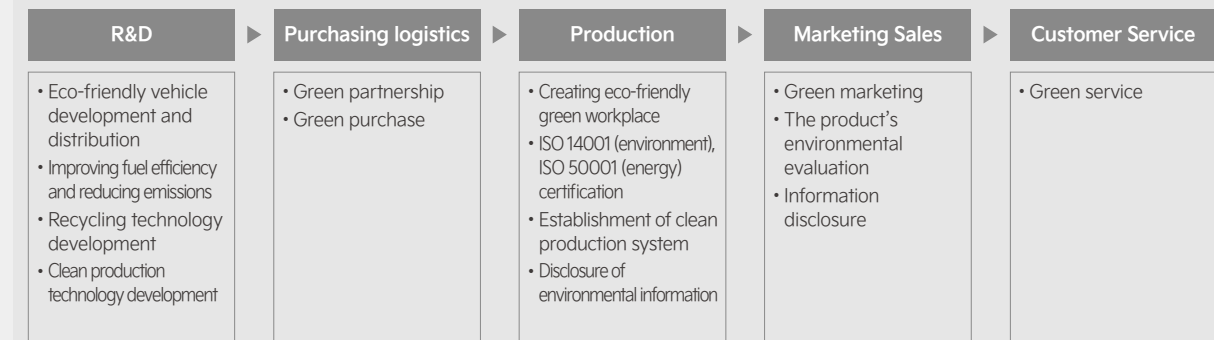 R&D
• Eco-friendly vehicle
development and
distribution
• Improving fuel efficiency
and reducing emissions
• Recycling technology
development
• Clean production
technology development
Purchasing logistics
• Green partnership
• Green purchase
Production
• Creating eco-friendly
green workplace
• ISO 14001 (environment),
ISO 50001 (energy)
certification
• Establishment of clean
production system
• Disclosure of
environmental information
Marketing Sales
• Green marketing
• The product’s
environmental
evaluation
• Information
disclosure
Customer Service
• Green service